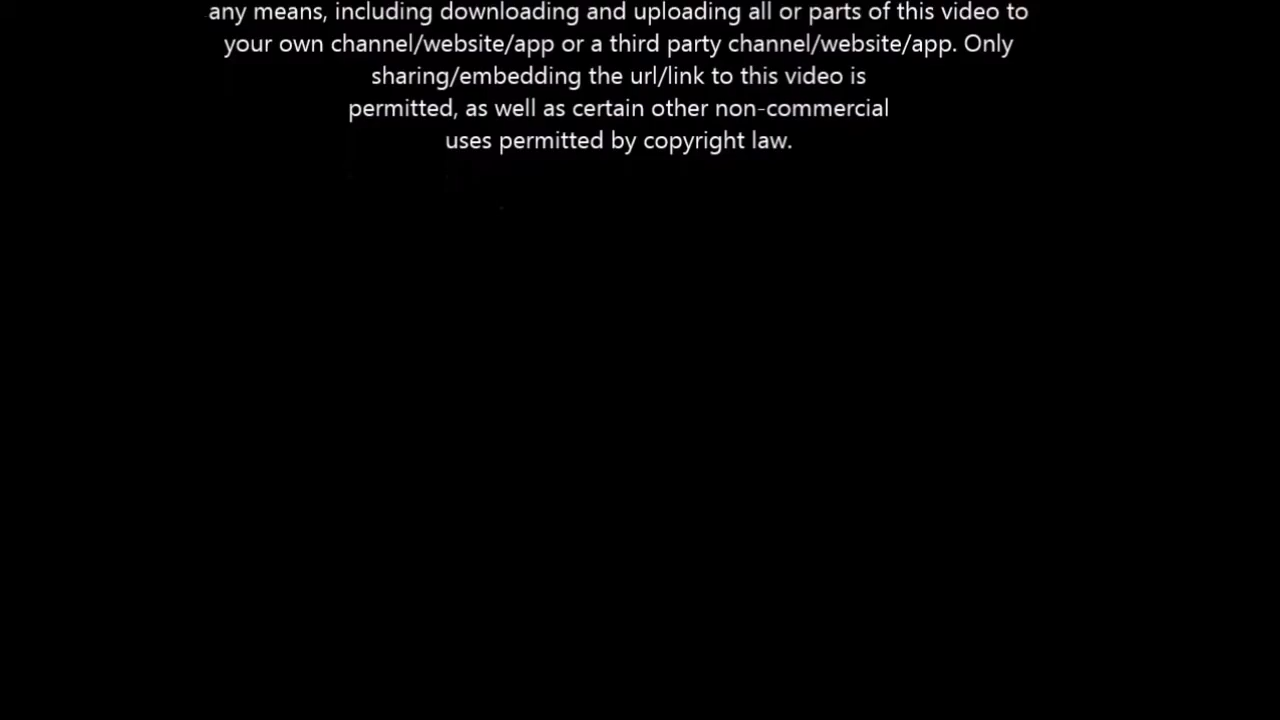 any means, including downloading and uploading all or parts of this video to
your own channel/website/app or a third party channel/website/app. Only
sharing/embedding the url/link to this video is
permitted, as well as certain other non-commercial
uses permitted by copyright law.